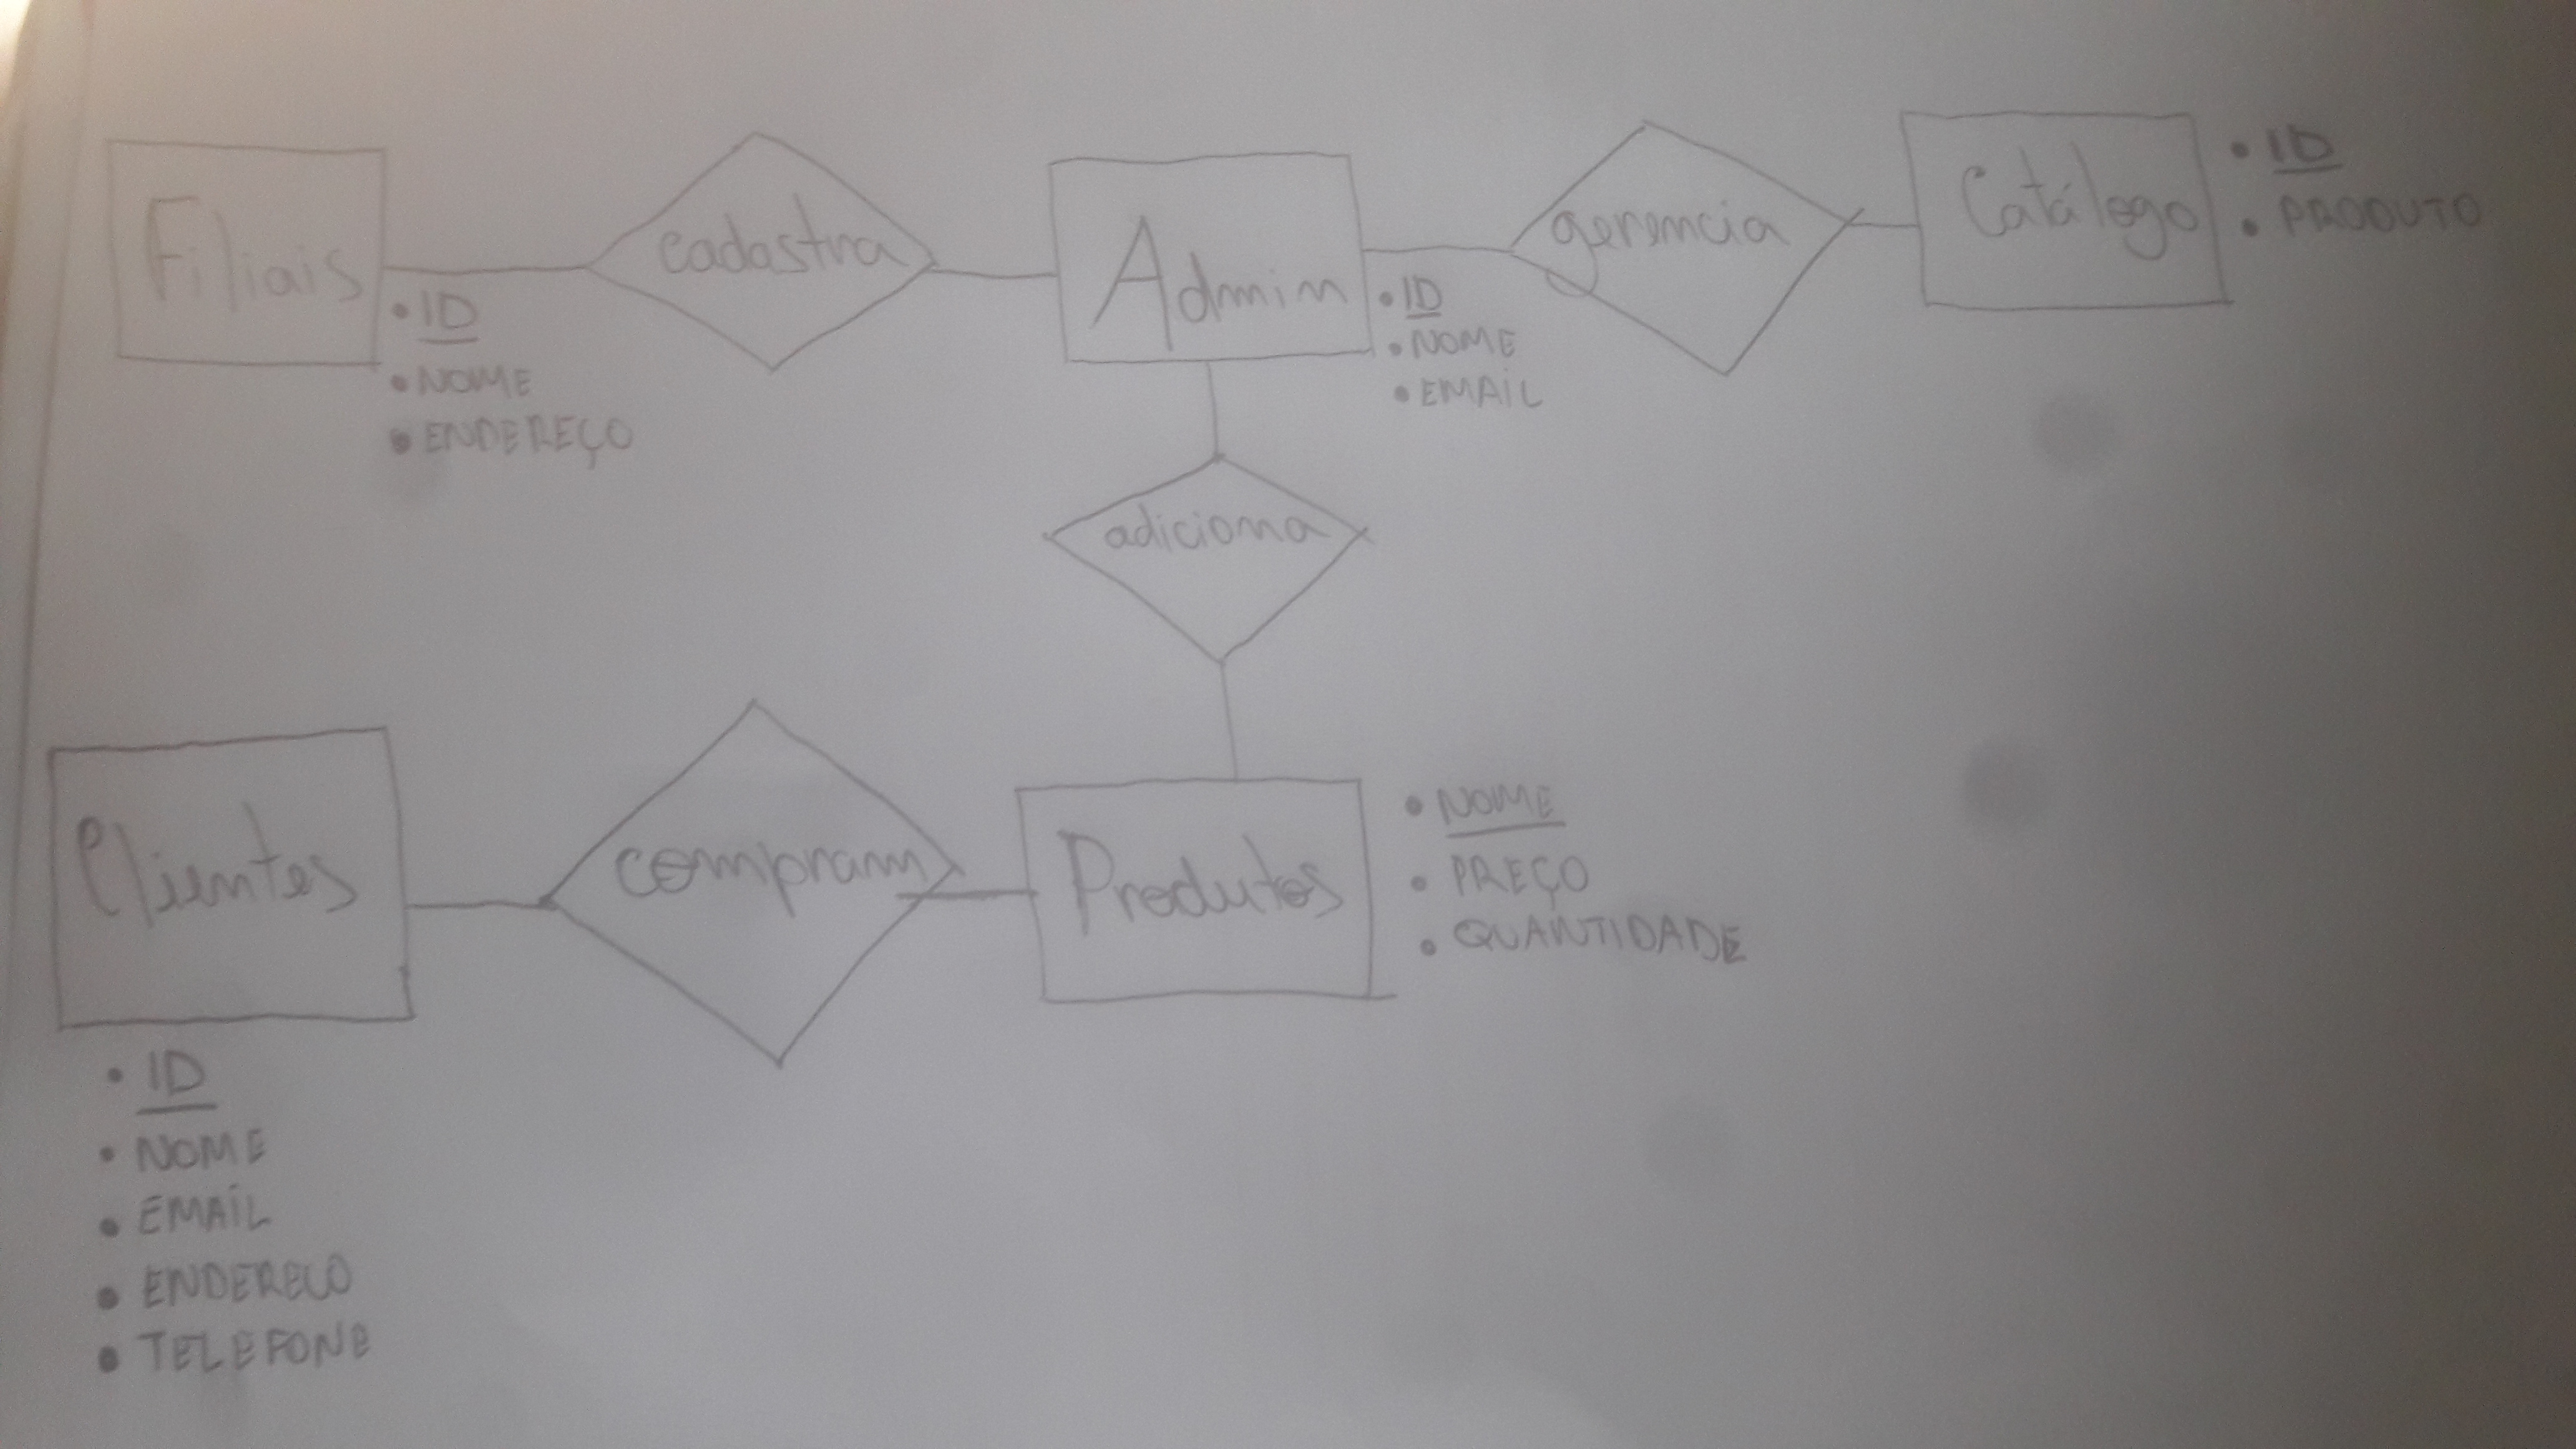 Filiais
• ID
• NOME
• ENDEREÇO
Cadastra
Admin
• ID
• NOME
• EMAIL
gerencia
Catálogo
• ID
• PRODUTO
adiciona
Clientes
• ID
• NOME
• EMAIL
• ENDEREÇO
• TELEFONE
Compram
Produtos
• NOME
• PREÇO
• QUANTIDADE